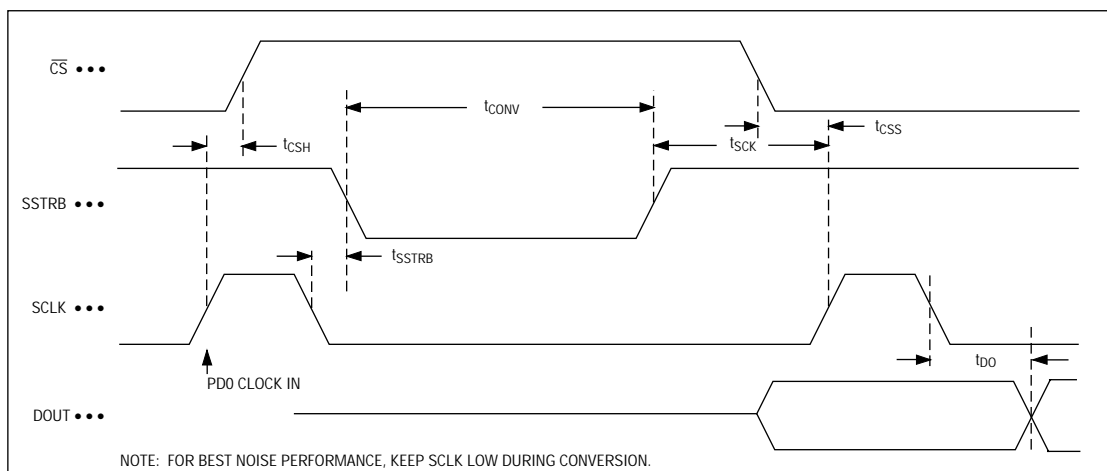 CS •••
tCONV
tCSS
tCSH
tSCK
SSTRB •••
tSSTRB
SCLK •••
PD0 CLOCK IN
tDO
DOUT •••
NOTE: FOR BEST NOISE PERFORMANCE, KEEP SCLK LOW DURING CONVERSION.